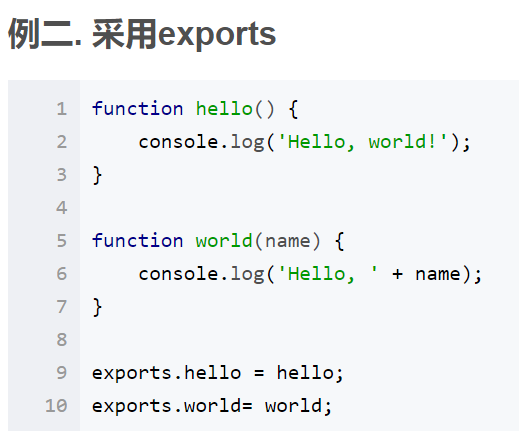 例二. 采用exports
1 function hello() {
2     console.log('Hello, world!');
3 }
4
5 function world(name) {
6     console.log('Hello, ' + name);
7 }
8
9 exports.hello = hello;
10 exports.world= world;